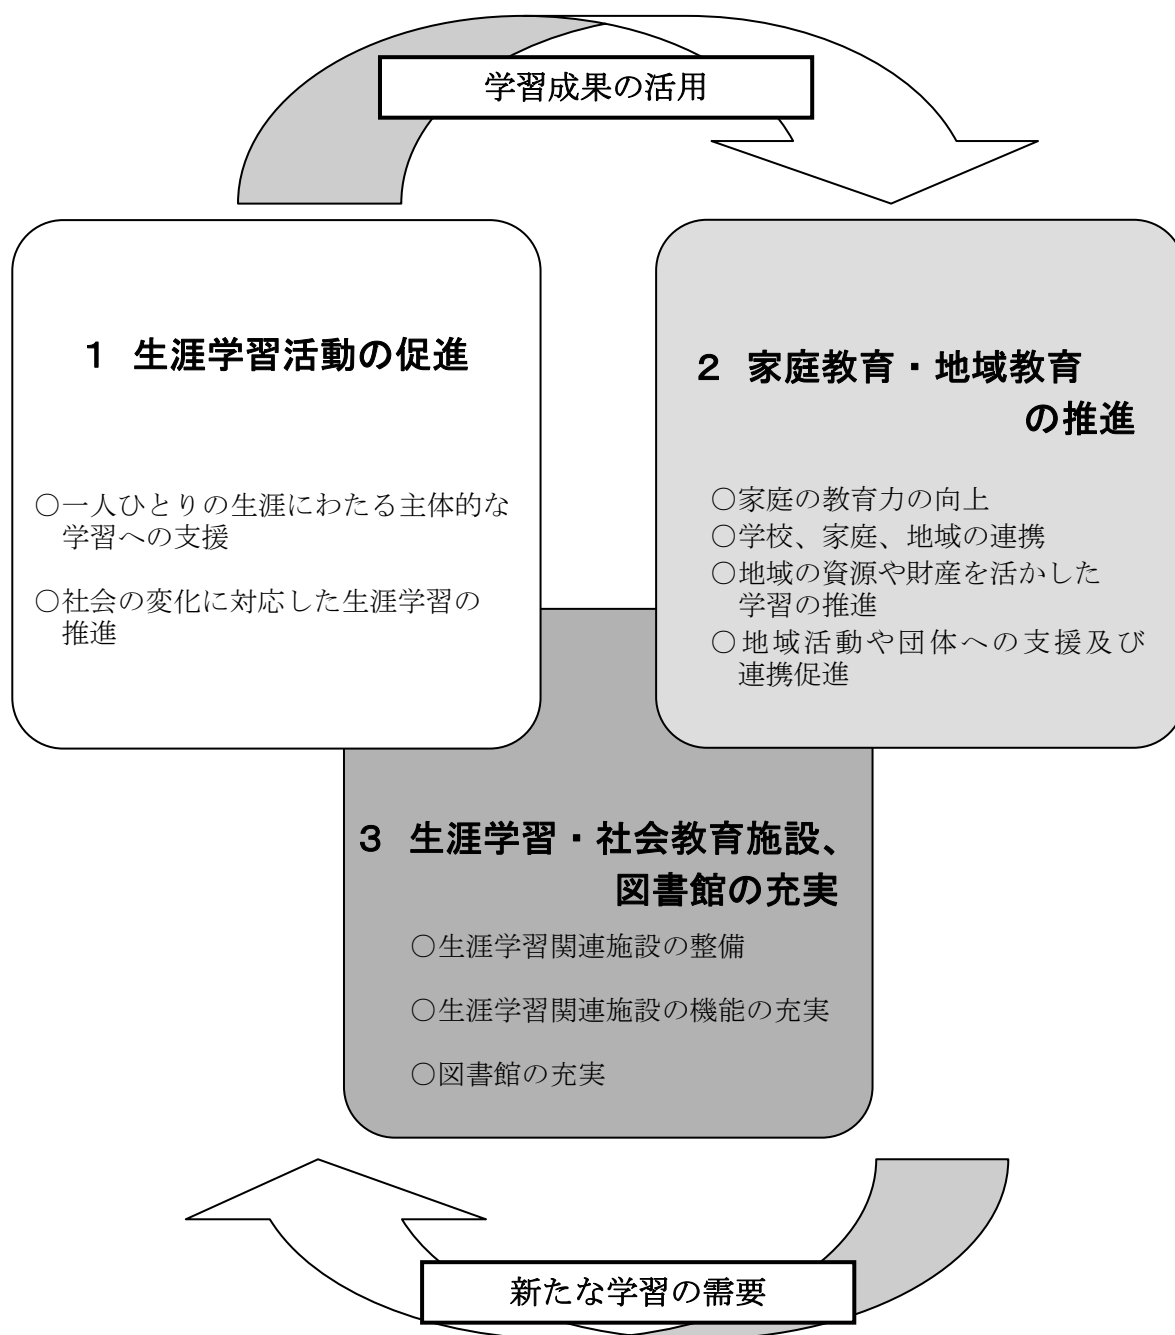 学習成果の活用
１　生涯学習活動の促進
○一人ひとりの生涯にわたる主体的な
学習への支援
○社会の変化に対応した生涯学習の
推進
２　家庭教育・地域教育
の推進
○家庭の教育力の向上
○学校、家庭、地域の連携
○地域の資源や財産を活かした
学習の推進
○地域活動や団体への支援及び
連携促進
３　生涯学習・社会教育施設、
図書館の充実
○生涯学習関連施設の整備
○生涯学習関連施設の機能の充実
○図書館の充実
新たな学習の需要